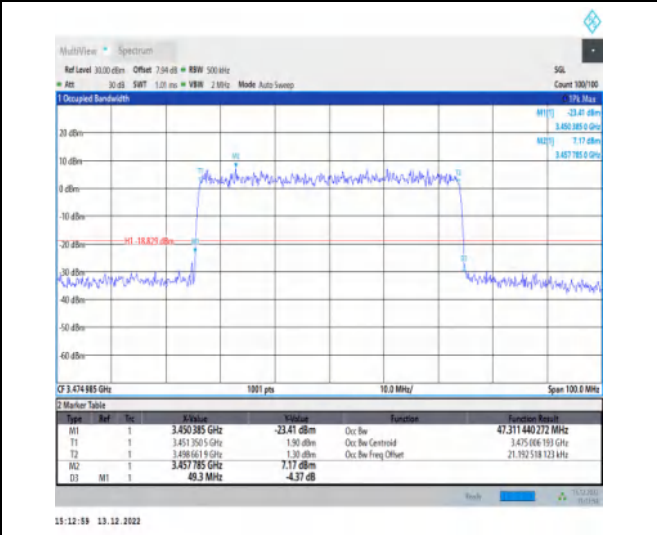 MultiView Spectrum
Ref Level 30.00 dBm Offset 7.94 dB RBW 500 kHz SGL
Att 30 dB SWT 1.01 ms VBW 2 MHz Mode Auto Sweep Count 100/100
1 Occupied Bandwidth 1Pk Max
M1[1] -23.41 dBm
3.450 385 0 GHz
M2[1] 7.17 dBm
3.457 785 0 GHz
20 dBm
M2
10 dBm
T1 T2
0 dBm
-10 dBm
H1 -18.829 dBm
-20 dBm
M1
D3
-30 dBm
-40 dBm
-50 dBm
-60 dBm
CF 3.474 985 GHz 1001 pts 10.0 MHz/ Span 100.0 MHz
2 Marker Table
Type Ref Trc X-Value Y-Value Function Function Result
M1 1 3.450 385 GHz -23.41 dBm Occ Bw 47.311 440 272 MHz
T1 1 3.451 350 5 GHz 1.90 dBm Occ Bw Centroid 3.475 006 193 GHz
T2 1 3.498 661 9 GHz 1.30 dBm Occ Bw Freq Offset 21.192 518 123 kHz
M2 1 3.457 785 GHz 7.17 dBm
D3 M1 1 49.3 MHz -4.37 dB
Ready
15:12:59 13.12.2022